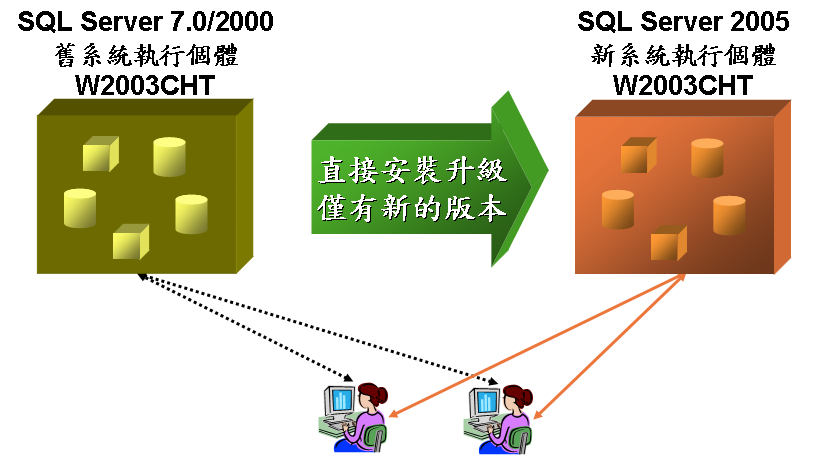 SQL Server 7.0/2000
舊系統執行個體
W2003CHT
SQL Server 2005
新系統執行個體
W2003CHT
直接安裝升級
僅有新的版本